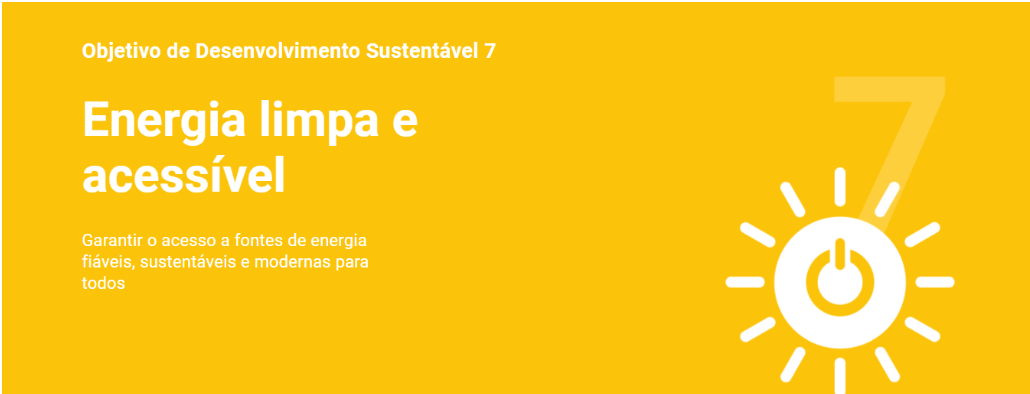 Objetivo de Desenvolvimento Sustentável 7
Energia limpa e
acessível
Garantir o acesso a fontes de energia
fiáveis, sustentáveis e modernas para
todos
7